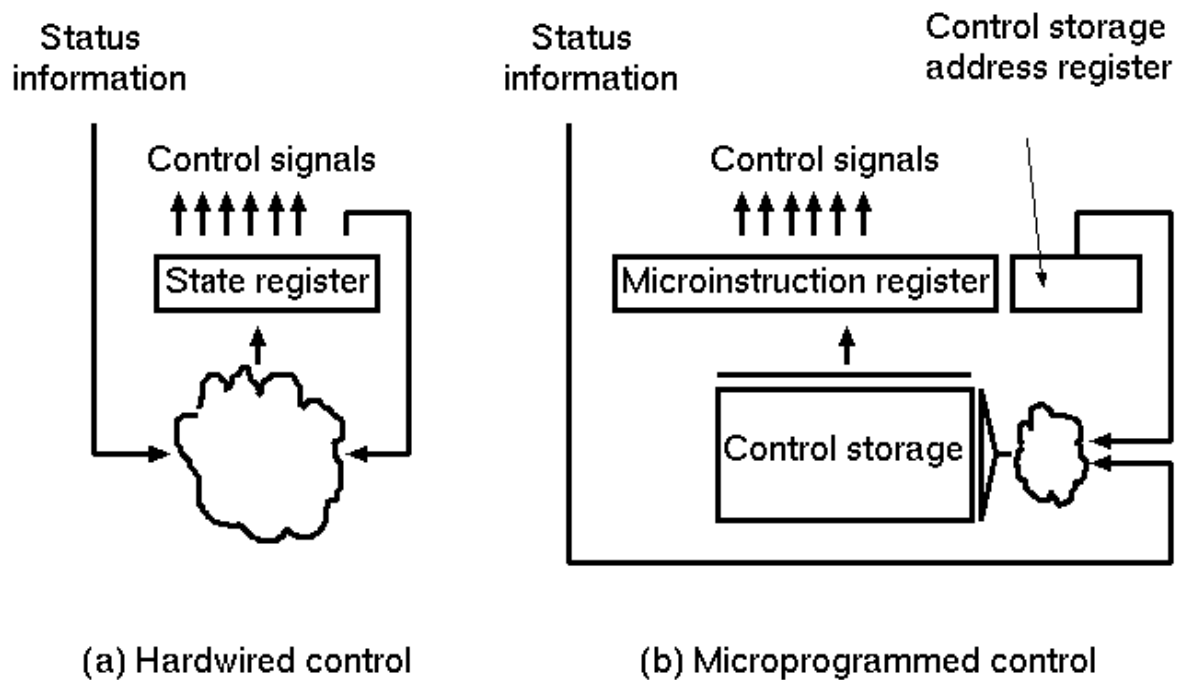 Status
information
Control signals
State register
(a) Hardwired control
Status
information
Control storage
address register
Control signals
Microinstruction register
Control storage
(b) Microprogrammed control